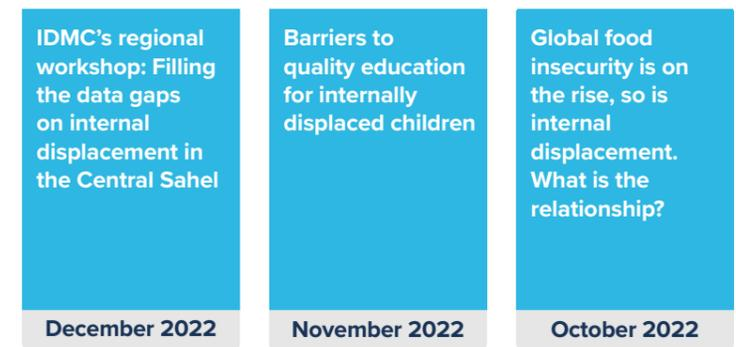 IDMC’s regional
workshop: Filling
the data gaps
on internal
displacement in
the Central Sahel
December 2022
Barriers to
quality education
for internally
displaced children
November 2022
Global food
insecurity is on
the rise, so is
internal
displacement.
What is the
relationship?
October 2022